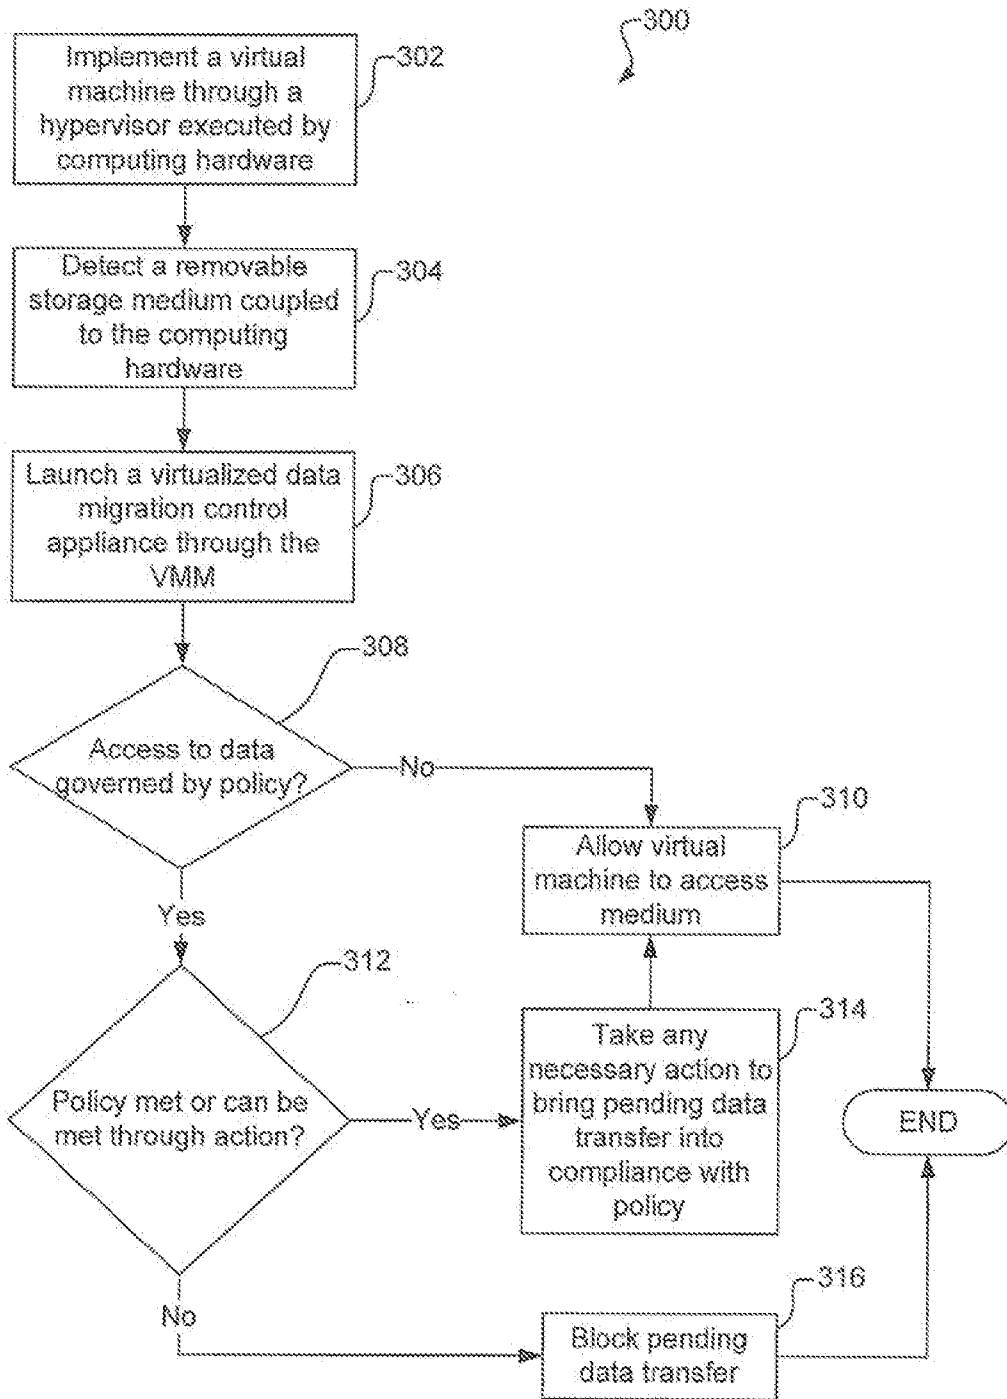 300
Implement a virtual
machine through a
hypervisor executed by
computing hardware
302
Detect a removable
storage medium coupled
to the computing
hardware
304
Launch a virtualized data
migration control
appliance through the
VMM
306
308
Access to data
governed by policy?
No
310
Allow virtual
machine to access
medium
Yes
312
314
Take any
necessary action to
bring pending data
transfer into
compliance with
policy
Policy met or can be
met through action?
Yes
END
No
316
Block pending
data transfer